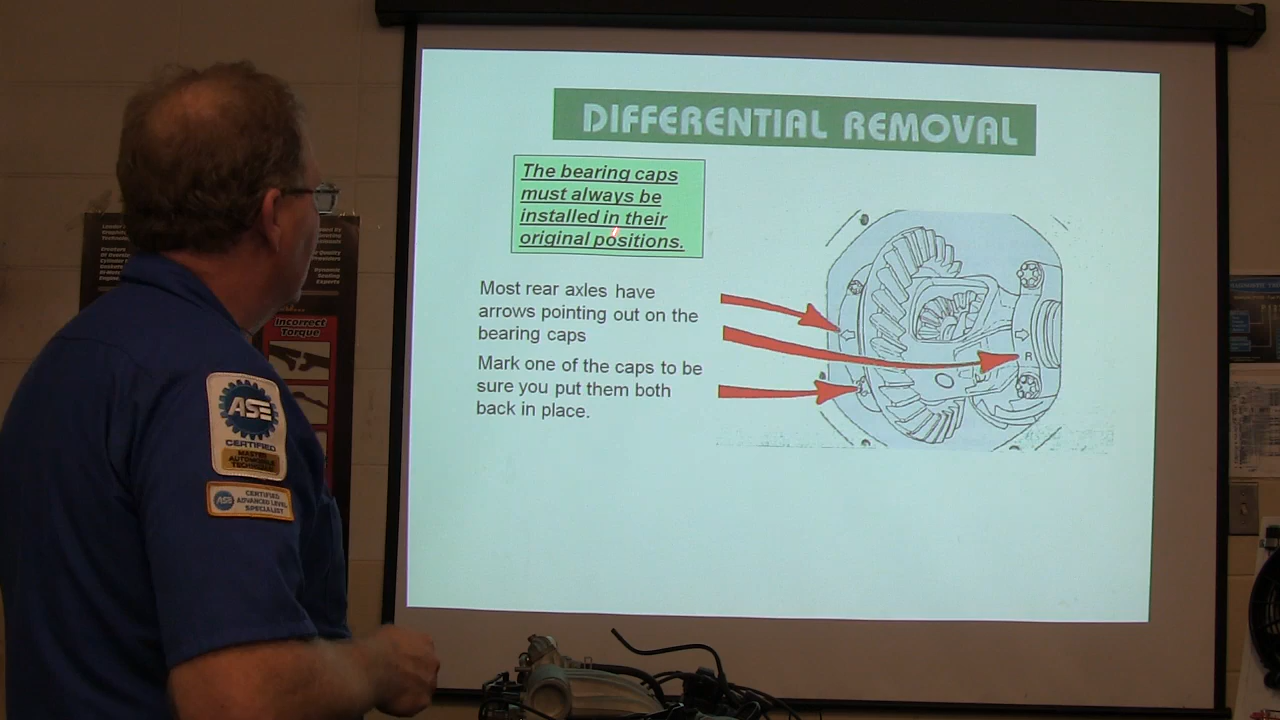 DIFFERENTIAL REMOVAL
The bearing caps
must always be
installed in their
original positions.
Most rear axles have
arrows pointing out on the
bearing caps
Mark one of the caps to be
sure you put them both
back in place.
R
Incorrect
Torque
ASE
CERTIFIED
MASTER
AUTOMOBILE
TECHNICIAN
ASE
CERTIFIED
ADVANCED LEVEL
SPECIALIST